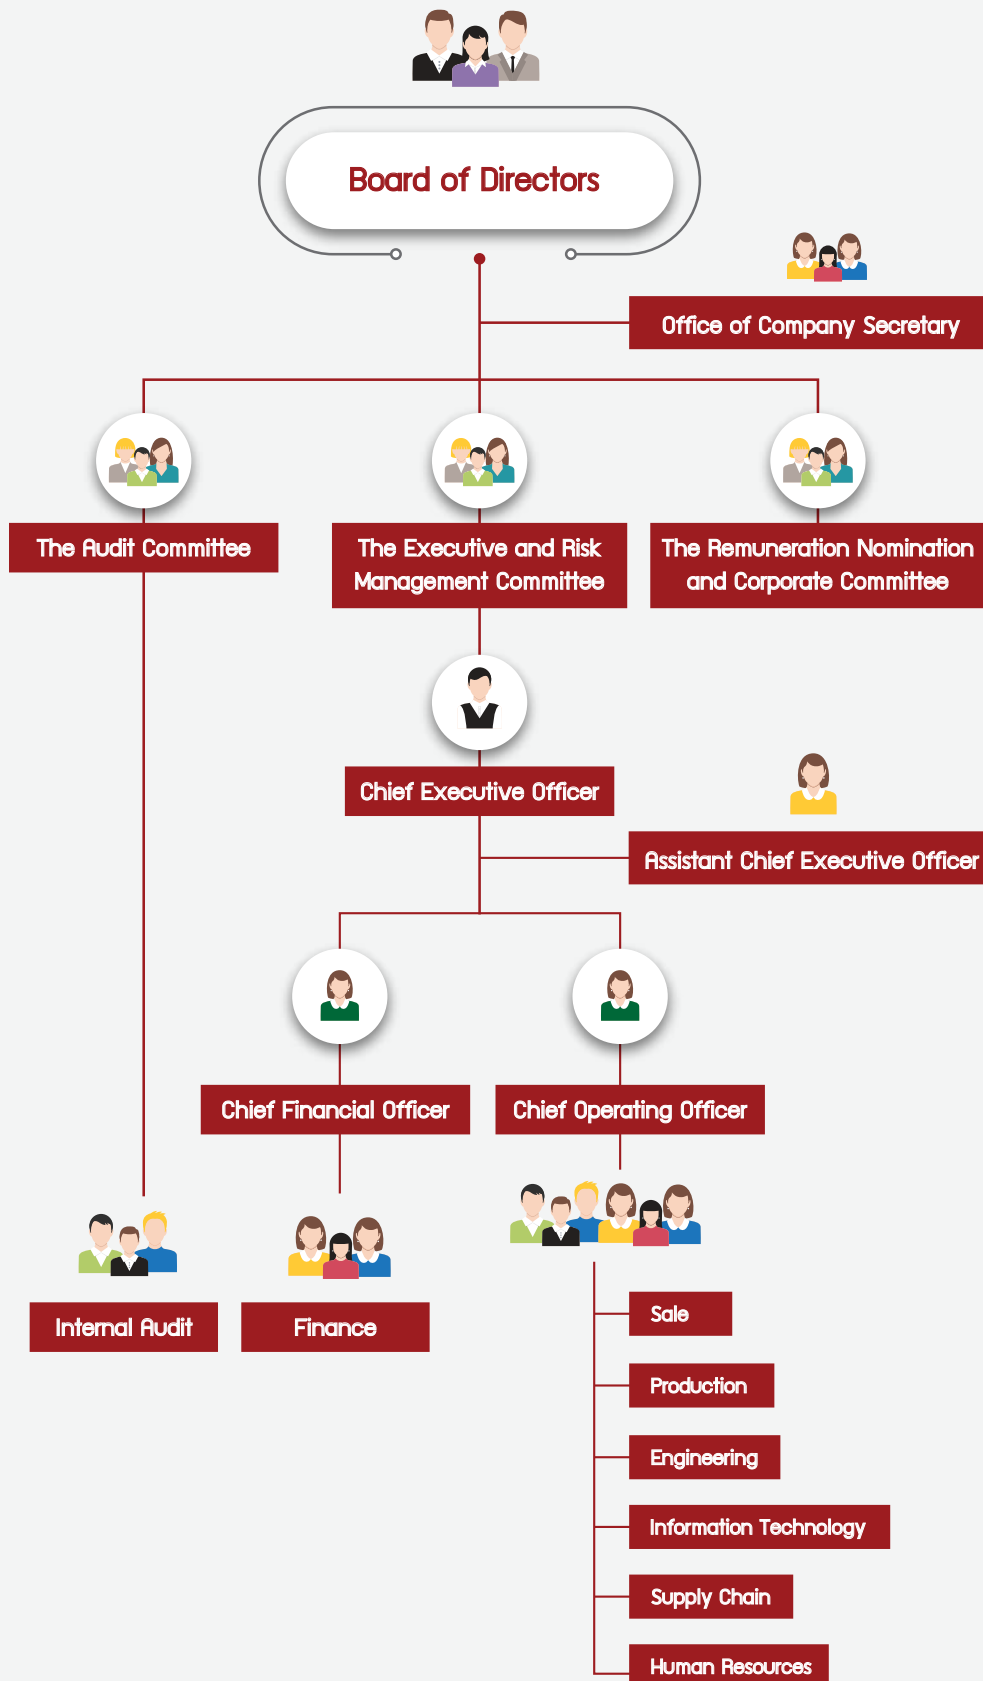 Board of Directors
Office of Company Secretary
The Audit Committee
The Executive and Risk
Management Committee
The Remuneration Nomination
and Corporate Committee
Chief Executive Officer
Assistant Chief Executive Officer
Chief Financial Officer
Chief Operating Officer
Internal Audit
Finance
Sale
Production
Engineering
Information Technology
Supply Chain
Human Resources